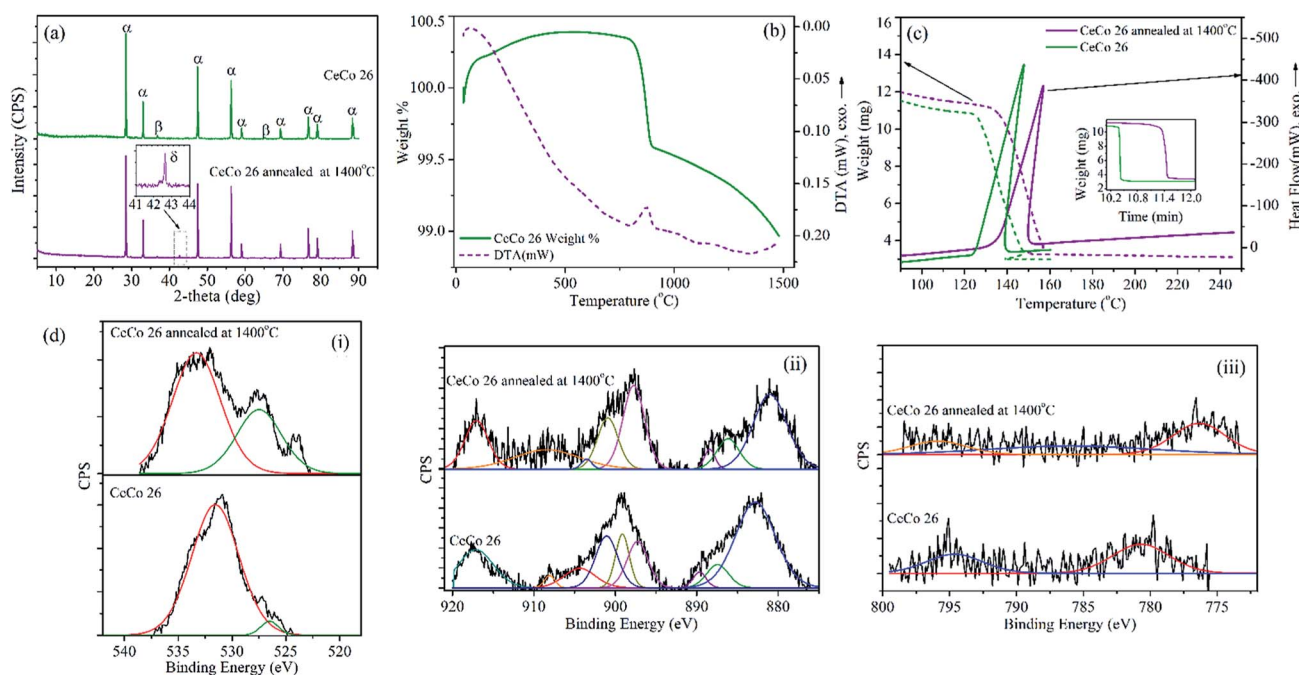 (a)
α
α
α
α
α
α
α
α
β
β
CeCo 26
Intensity (CPS)
CeCo 26 annealed at 1400°C
δ
41 42 43 44
0 10 20 30 40 50 60 70 80 90
2-theta (deg)
(b)
100.5
100.0
99.5
99.0
Weight %
0.00
0.05
0.10
0.15
0.20
DTA (mW), exo.
CeCo 26 Weight %
DTA(mW)
0 500 1000 1500
Temperature (°C)
(c)
CeCo 26 annealed at 1400°C
CeCo 26
16
14
12
10
8
6
4
Weight (mg)
-500
-400
-300
-200
-100
0
Heat Flow(mW), exo.
10
8
6
4
2
Weight (mg)
10.2 10.8 11.4 12.0
Time (min)
100 120 140 160 180 200 220 240
Temperature (°C)
(d)
CeCo 26 annealed at 1400°C
(i)
CPS
CeCo 26
540 535 530 525 520
Binding Energy (eV)
(ii)
CeCo 26 annealed at 1400°C
CPS
CeCo 26
920 910 900 890 880
Binding Energy (eV)
(iii)
CeCo 26 annealed at 1400°C
CPS
CeCo 26
800 795 790 785 780 775
Binding Energy (eV)